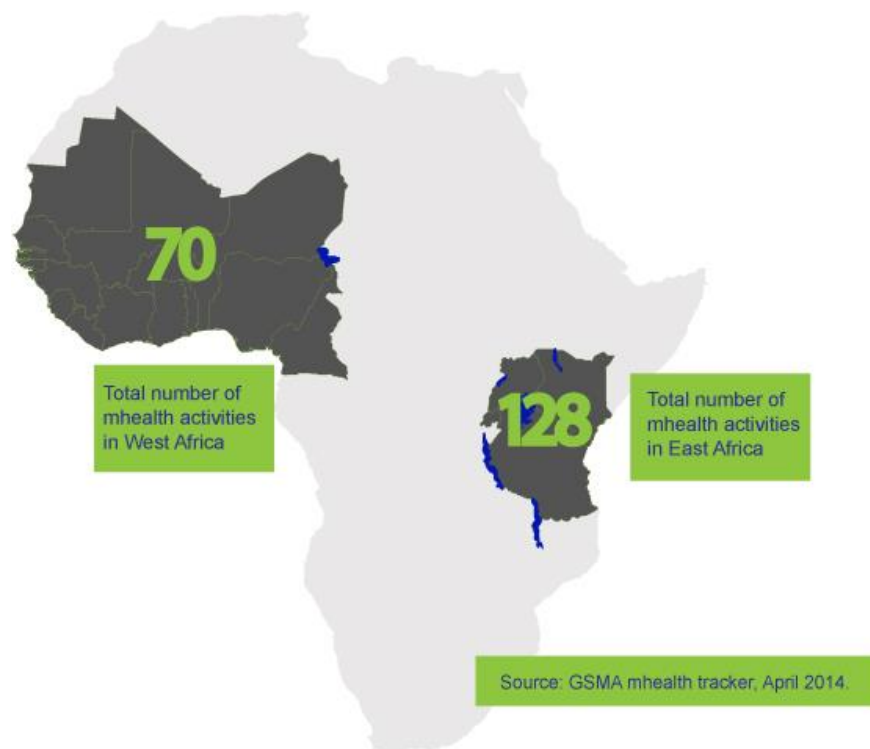 70
Total number of
mhealth activities
in West Africa
128
Total number of
mhealth activities
in East Africa
Source: GSMA mhealth tracker, April 2014.